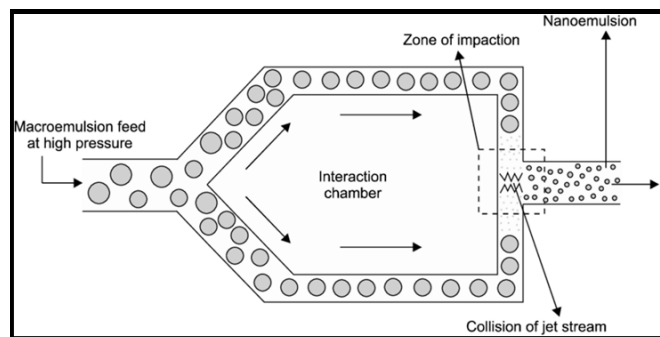 Nanoemulsion
Zone of impaction
Macroemulsion feed
at high pressure
Interaction
chamber
Collision of jet stream